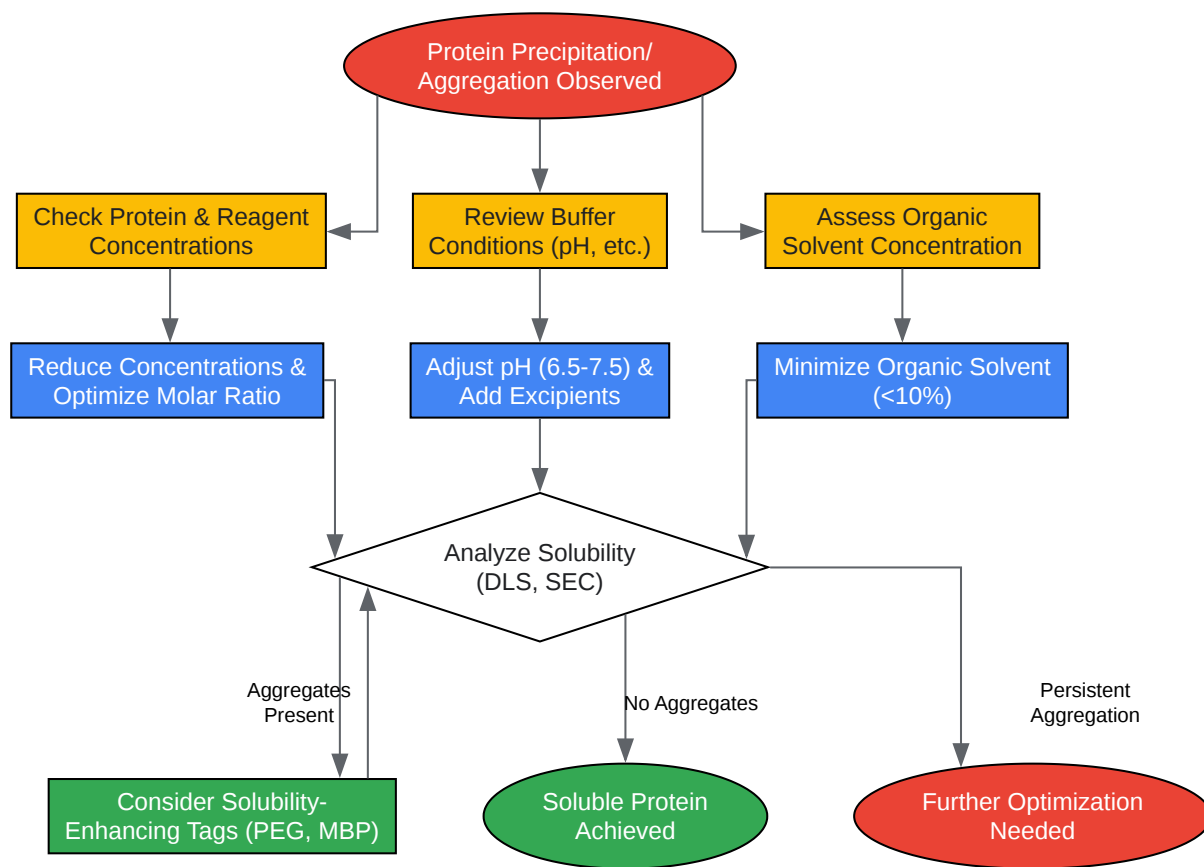 Protein Precipitation/
Aggregation Observed
Check Protein & Reagent
Concentrations
Review Buffer
Conditions (pH, etc.)
Assess Organic
Solvent Concentration
Reduce Concentrations &
Optimize Molar Ratio
Adjust pH (6.5-7.5) &
Add Excipients
Minimize Organic Solvent
(<10%)
Analyze Solubility
(DLS, SEC)
Aggregates
Present
No Aggregates
Persistent
Aggregation
Consider Solubility-
Enhancing Tags (PEG, MBP)
Soluble Protein
Achieved
Further Optimization
Needed